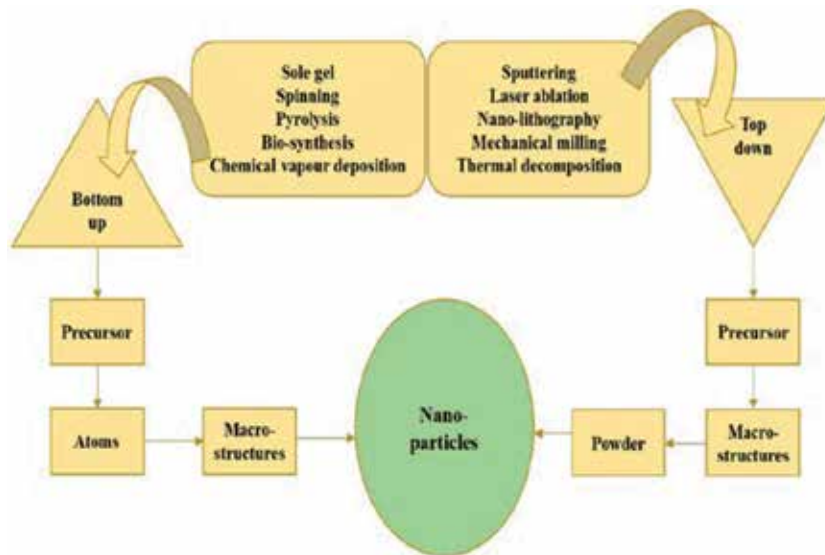 Sole gel
Spinning
Pyrolysis
Bio-synthesis
Chemical vapour deposition
Sputtering
Laser ablation
Nano-lithography
Mechanical milling
Thermal decomposition
Bottom
up
Top
down
Precursor
Precursor
Atoms
Macro-
structures
Nano-
particles
Powder
Macro-
structures